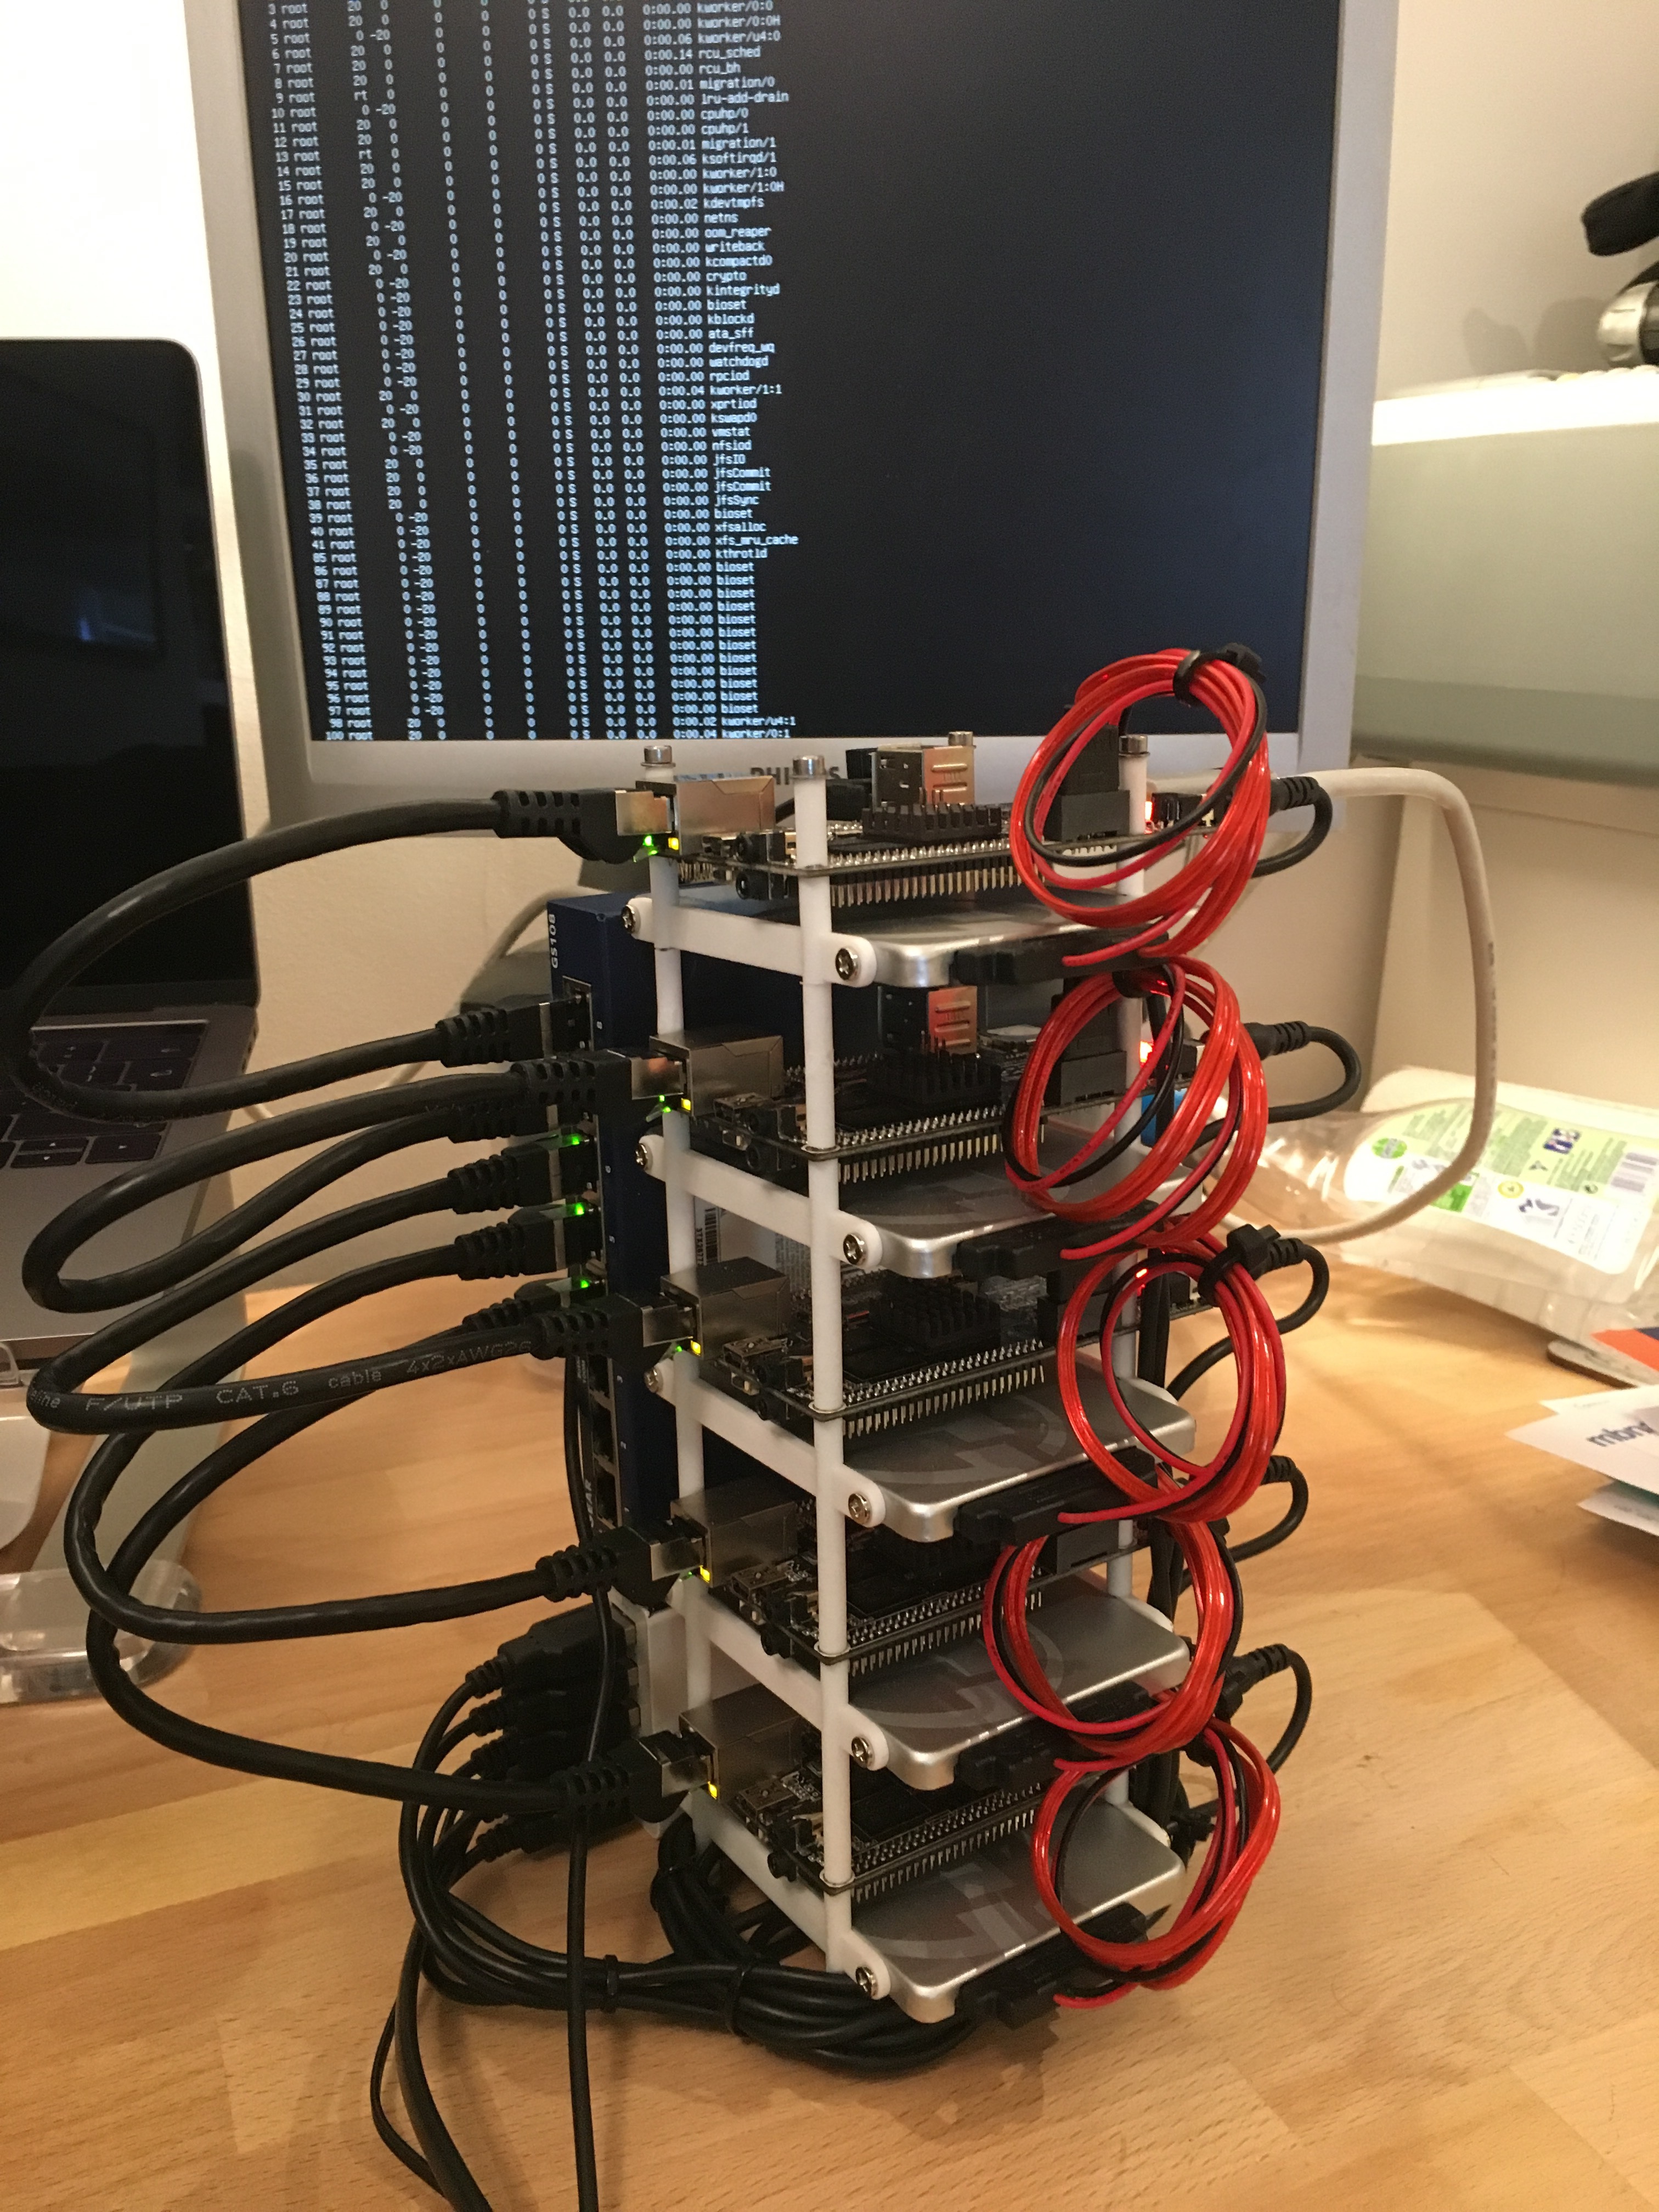 3 root 20 0 0 0 0 S 0.0 0.0 0:00.00 kworker/0:0
4 root 0 -20 0 0 0 S 0.0 0.0 0:00.00 kworker/0:0H
5 root 20 0 0 0 0 S 0.0 0.0 0:00.06 kworker/u4:0
6 root 20 0 0 0 0 S 0.0 0.0 0:00.14 rcu_sched
7 root 20 0 0 0 0 S 0.0 0.0 0:00.00 rcu_bh
8 root rt 0 0 0 0 S 0.0 0.0 0:00.01 migration/0
9 root 0 -20 0 0 0 S 0.0 0.0 0:00.00 lru-add-drain
10 root 20 0 0 0 0 S 0.0 0.0 0:00.00 cpuhp/0
11 root 20 0 0 0 0 S 0.0 0.0 0:00.00 cpuhp/1
12 root rt 0 0 0 0 S 0.0 0.0 0:00.01 migration/1
13 root 20 0 0 0 0 S 0.0 0.0 0:00.06 ksoftirqd/1
14 root 20 0 0 0 0 S 0.0 0.0 0:00.00 kworker/1:0
15 root 0 -20 0 0 0 S 0.0 0.0 0:00.00 kworker/1:0H
16 root 20 0 0 0 0 S 0.0 0.0 0:00.02 kdevtmpfs
17 root 0 -20 0 0 0 S 0.0 0.0 0:00.00 netns
18 root 20 0 0 0 0 S 0.0 0.0 0:00.00 oom_reaper
19 root 0 -20 0 0 0 S 0.0 0.0 0:00.00 writeback
20 root 20 0 0 0 0 S 0.0 0.0 0:00.00 kcompactd0
21 root 0 -20 0 0 0 S 0.0 0.0 0:00.00 crypto
22 root 0 -20 0 0 0 S 0.0 0.0 0:00.00 kintegrityd
23 root 0 -20 0 0 0 S 0.0 0.0 0:00.00 bioset
24 root 0 -20 0 0 0 S 0.0 0.0 0:00.00 kblockd
25 root 0 -20 0 0 0 S 0.0 0.0 0:00.00 ata_sff
26 root 0 -20 0 0 0 S 0.0 0.0 0:00.00 devfreq_wq
27 root 0 -20 0 0 0 S 0.0 0.0 0:00.00 watchdogd
28 root 0 -20 0 0 0 S 0.0 0.0 0:00.00 rpciod
29 root 20 0 0 0 0 S 0.0 0.0 0:00.04 kworker/1:1
30 root 0 -20 0 0 0 S 0.0 0.0 0:00.00 xprtiod
31 root 20 0 0 0 0 S 0.0 0.0 0:00.00 kswapd0
32 root 0 -20 0 0 0 S 0.0 0.0 0:00.00 vmstat
33 root 0 -20 0 0 0 S 0.0 0.0 0:00.00 nfsiod
34 root 20 0 0 0 0 S 0.0 0.0 0:00.00 jfsIO
35 root 20 0 0 0 0 S 0.0 0.0 0:00.00 jfsCommit
36 root 20 0 0 0 0 S 0.0 0.0 0:00.00 jfsCommit
37 root 20 0 0 0 0 S 0.0 0.0 0:00.00 jfsSync
38 root 0 -20 0 0 0 S 0.0 0.0 0:00.00 bioset
39 root 0 -20 0 0 0 S 0.0 0.0 0:00.00 xfsalloc
40 root 0 -20 0 0 0 S 0.0 0.0 0:00.00 xfs_mru_cache
41 root 0 -20 0 0 0 S 0.0 0.0 0:00.00 kthrotld
85 root 0 -20 0 0 0 S 0.0 0.0 0:00.00 bioset
86 root 0 -20 0 0 0 S 0.0 0.0 0:00.00 bioset
87 root 0 -20 0 0 0 S 0.0 0.0 0:00.00 bioset
88 root 0 -20 0 0 0 S 0.0 0.0 0:00.00 bioset
89 root 0 -20 0 0 0 S 0.0 0.0 0:00.00 bioset
90 root 0 -20 0 0 0 S 0.0 0.0 0:00.00 bioset
91 root 0 -20 0 0 0 S 0.0 0.0 0:00.00 bioset
92 root 0 -20 0 0 0 S 0.0 0.0 0:00.00 bioset
93 root 0 -20 0 0 0 S 0.0 0.0 0:00.00 bioset
94 root 0 -20 0 0 0 S 0.0 0.0 0:00.00 bioset
95 root 0 -20 0 0 0 S 0.0 0.0 0:00.00 bioset
96 root 0 -20 0 0 0 S 0.0 0.0 0:00.00 bioset
97 root 20 0 0 0 0 S 0.0 0.0 0:00.02 kworker/u4:1
98 root 20 0 0 0 0 S 0.0 0.0 0:00.04 kworker/0:1
100 root
GS108
F/UTP CAT.6 cable 4x2xAWG26